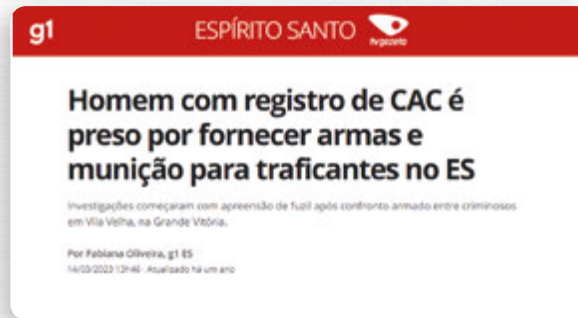 g1
ESPÍRITO SANTO
tvgazeta
Homem com registro de CAC é
preso por fornecer armas e
munição para traficantes no ES
Investigações começaram com apreensão de fuzil após confronto armado entre criminosos
em Vila Velha, na Grande Vitória.
Por Fabiana Oliveira, g1 ES
14/03/2023 13h46 · Atualizado há um ano